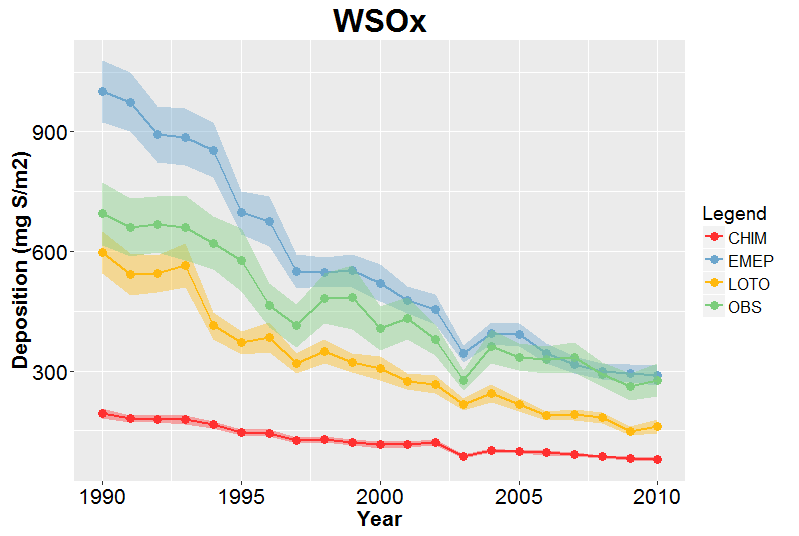 WSOx
Deposition (mg S/m2)
900
600
300
1990 1995 2000 2005 2010
Year
Legend
CHIM
EMEP
LOTO
OBS